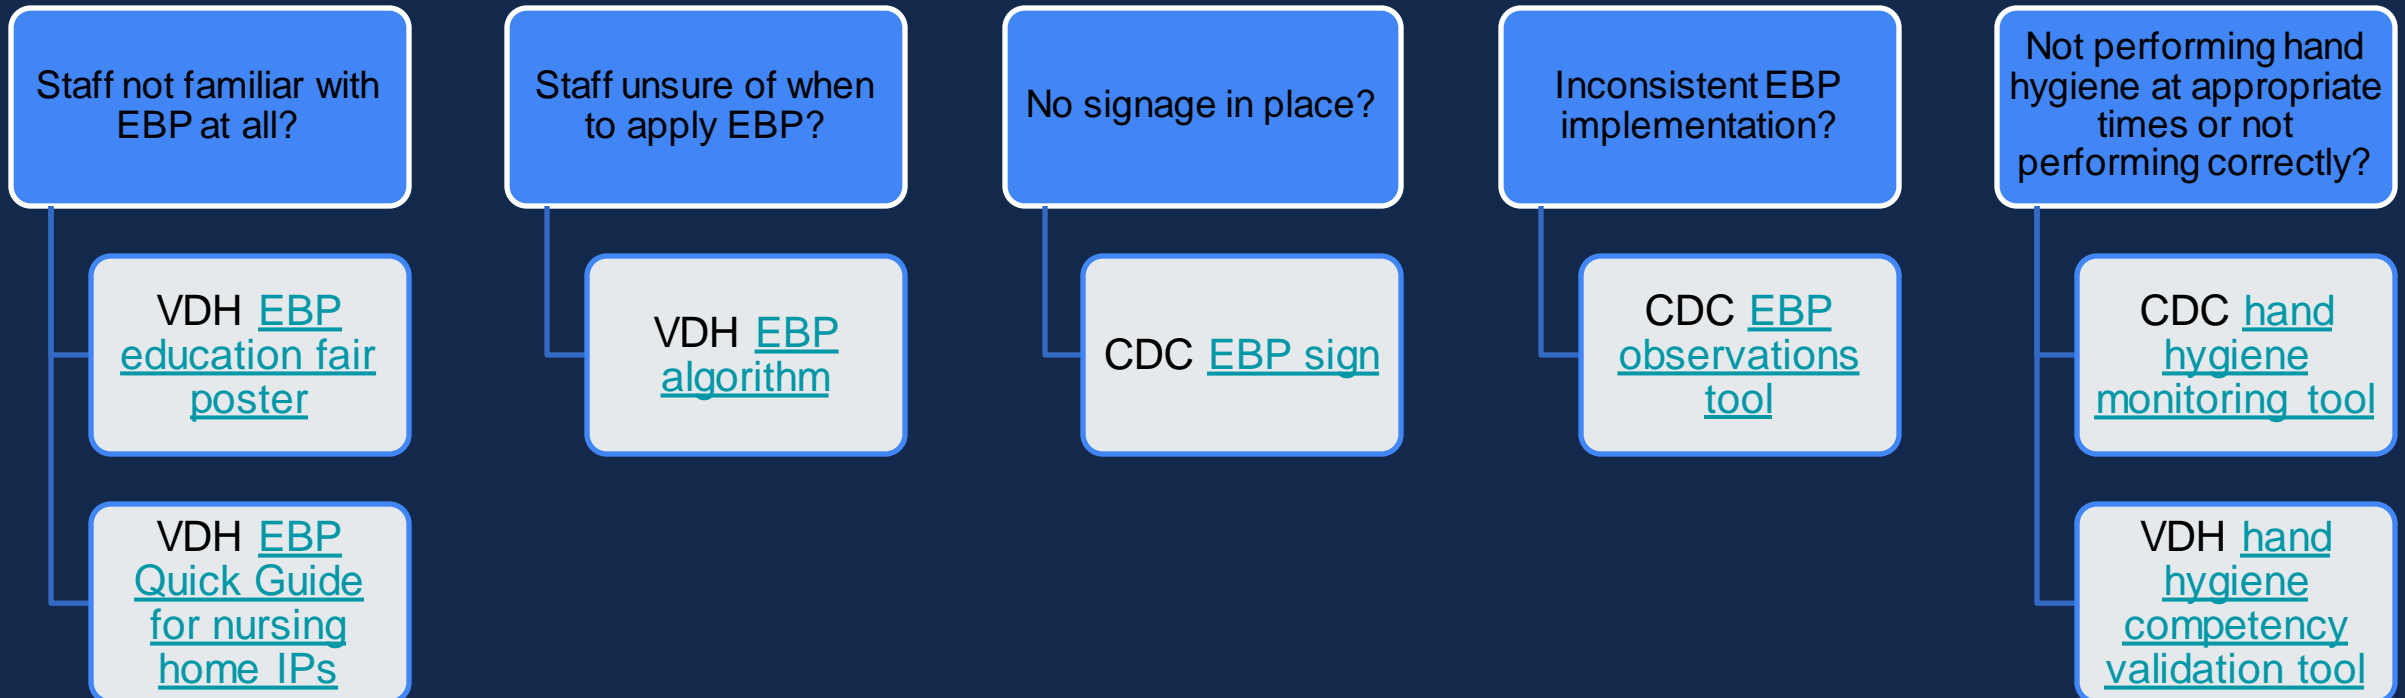 Staff not familiar with
EBP at all?
VDH EBP
education fair
poster
VDH EBP
Quick Guide
for nursing
home IPs
Staff unsure of when
to apply EBP?
VDH EBP
algorithm
No signage in place?
CDC EBP sign
Inconsistent EBP
implementation?
CDC EBP
observations
tool
Not performing hand
hygiene at appropriate
times or not
performing correctly?
CDC hand
hygiene
monitoring tool
VDH hand
hygiene
competency
validation tool